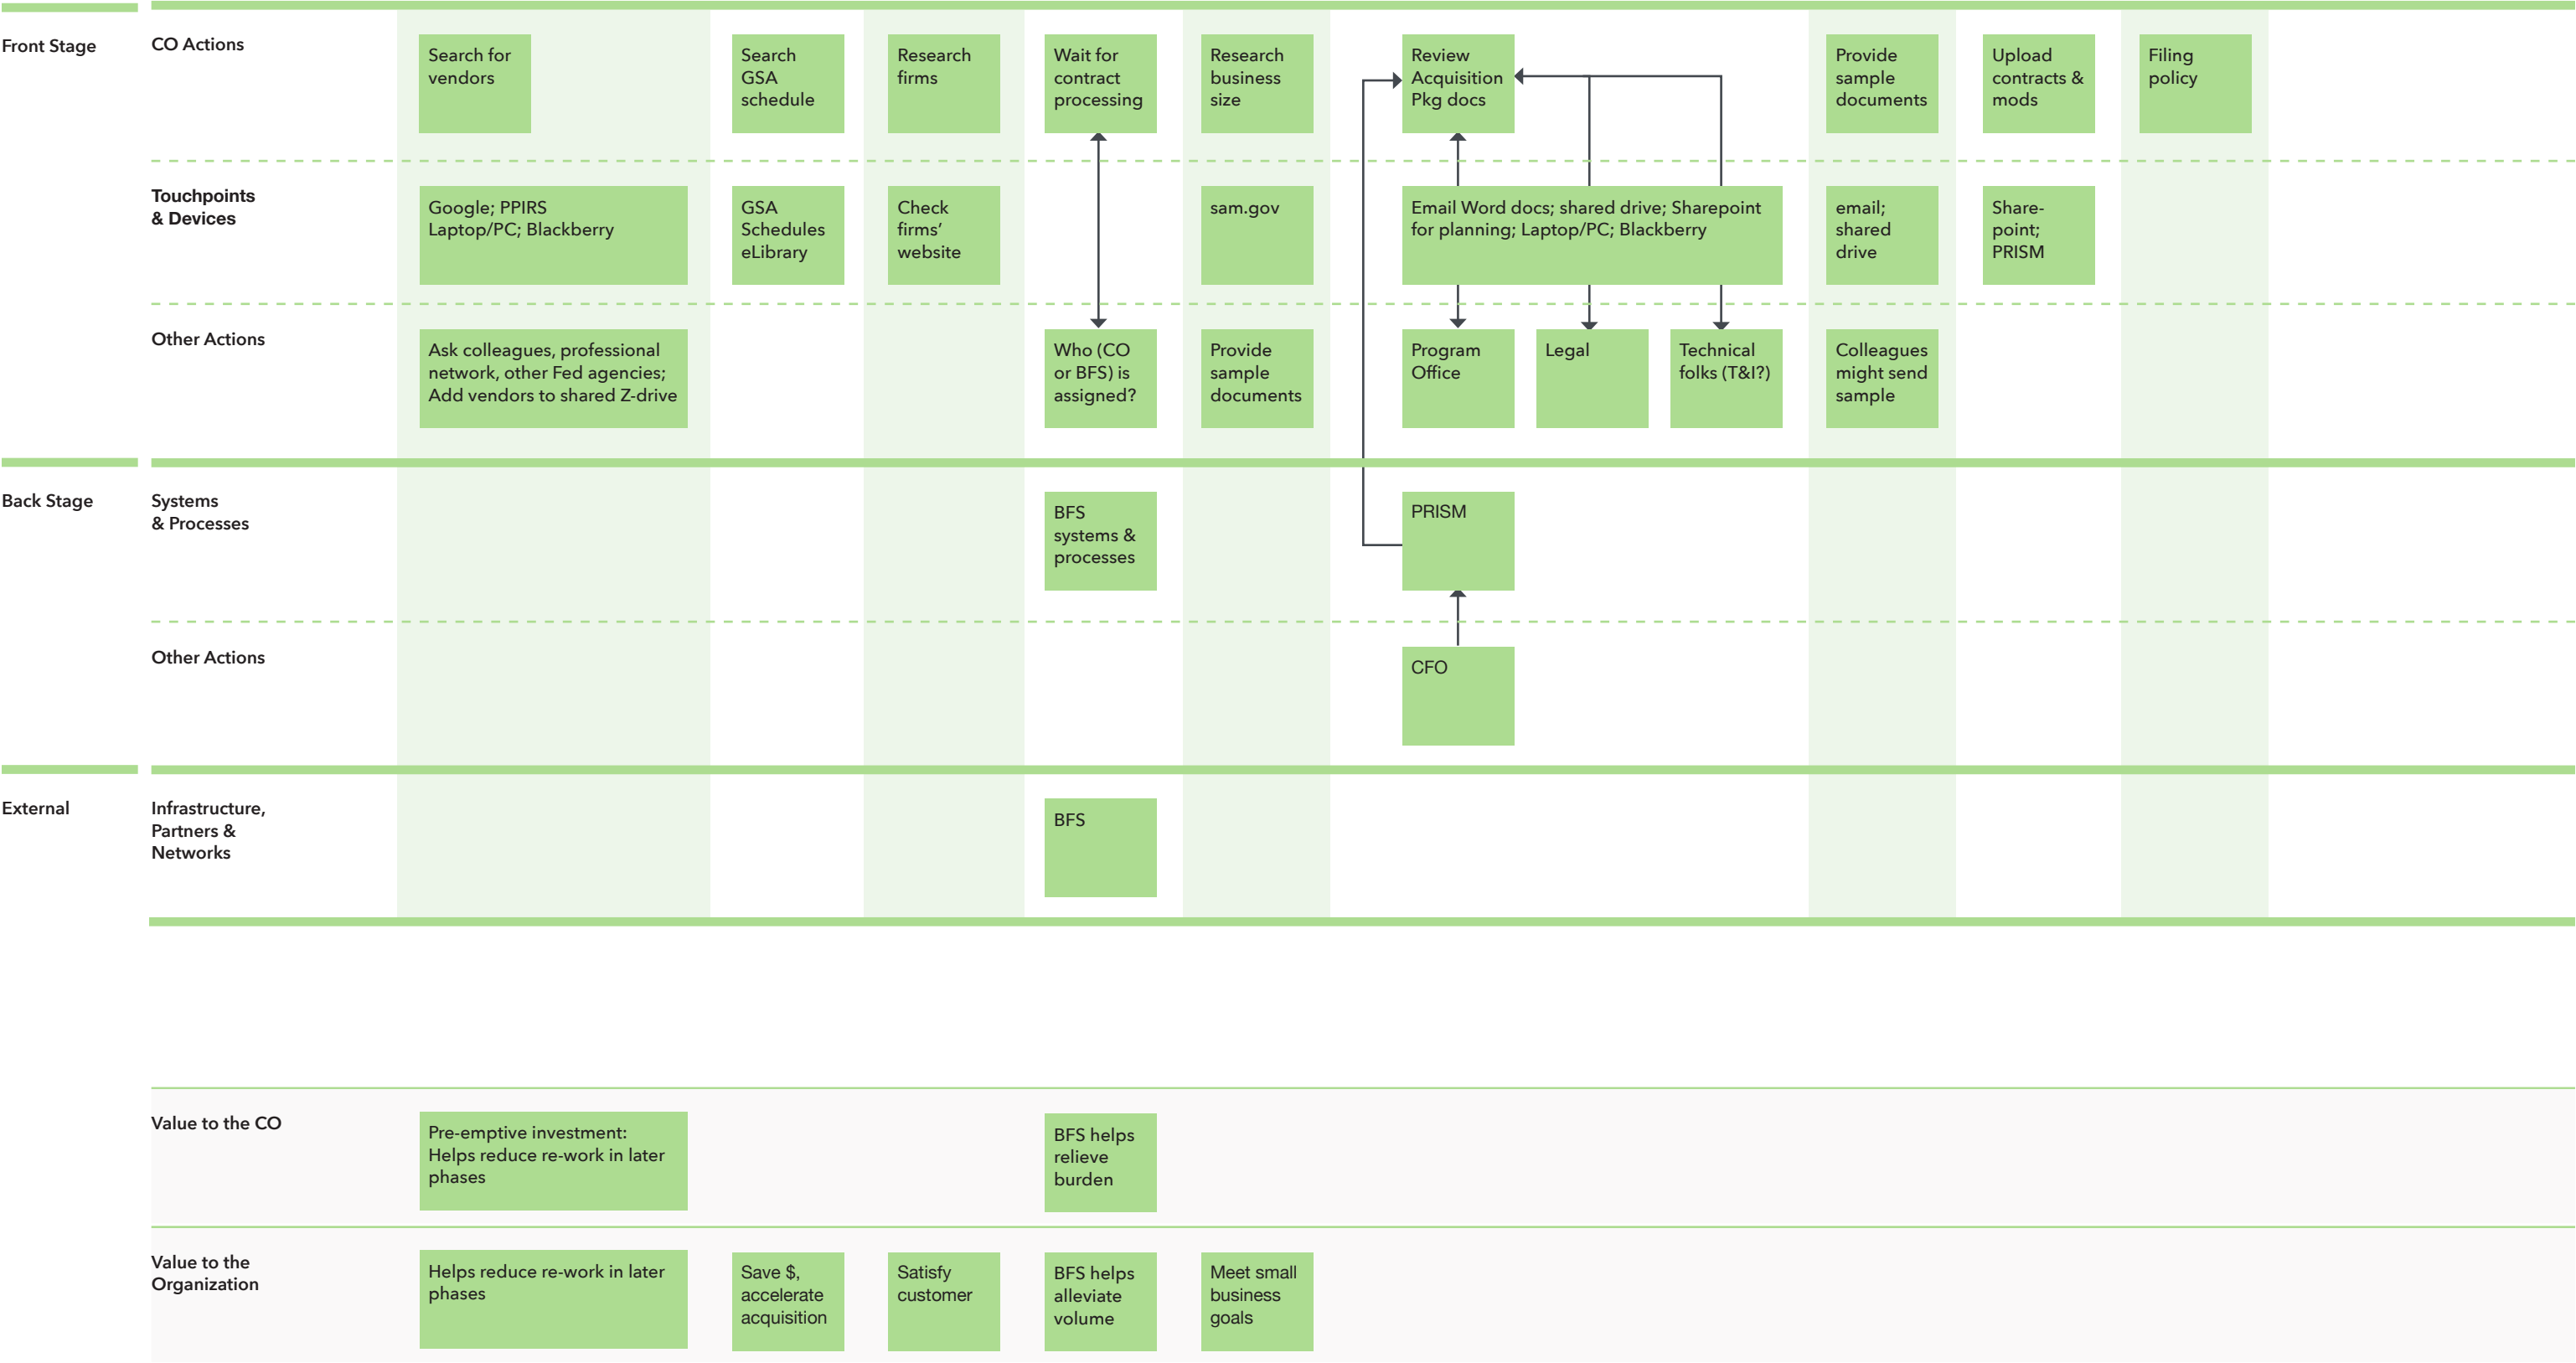 Front Stage
CO Actions
Search for
vendors
Search
GSA
schedule
Research
firms
Wait for
contract
processing
Research
business
size
Review
Acquisition
Pkg docs
Provide
sample
documents
Upload
contracts &
mods
Filing
policy
Touchpoints
& Devices
Google; PPIRS
Laptop/PC; Blackberry
GSA
Schedules
eLibrary
Check
firms’
website
sam.gov
Email Word docs; shared drive; Sharepoint
for planning; Laptop/PC; Blackberry
email;
shared
drive
Share-
point;
PRISM
Other Actions
Ask colleagues, professional
network, other Fed agencies;
Add vendors to shared Z-drive
Who (CO
or BFS) is
assigned?
Provide
sample
documents
Program
Office
Legal
Technical
folks (T&I?)
Colleagues
might send
sample
Back Stage
Systems
& Processes
BFS
systems &
processes
PRISM
Other Actions
CFO
External
Infrastructure,
Partners &
Networks
BFS
Value to the CO
Pre-emptive investment:
Helps reduce re-work in later
phases
BFS helps
relieve
burden
Value to the
Organization
Helps reduce re-work in later
phases
Save $,
accelerate
acquisition
Satisfy
customer
BFS helps
alleviate
volume
Meet small
business
goals